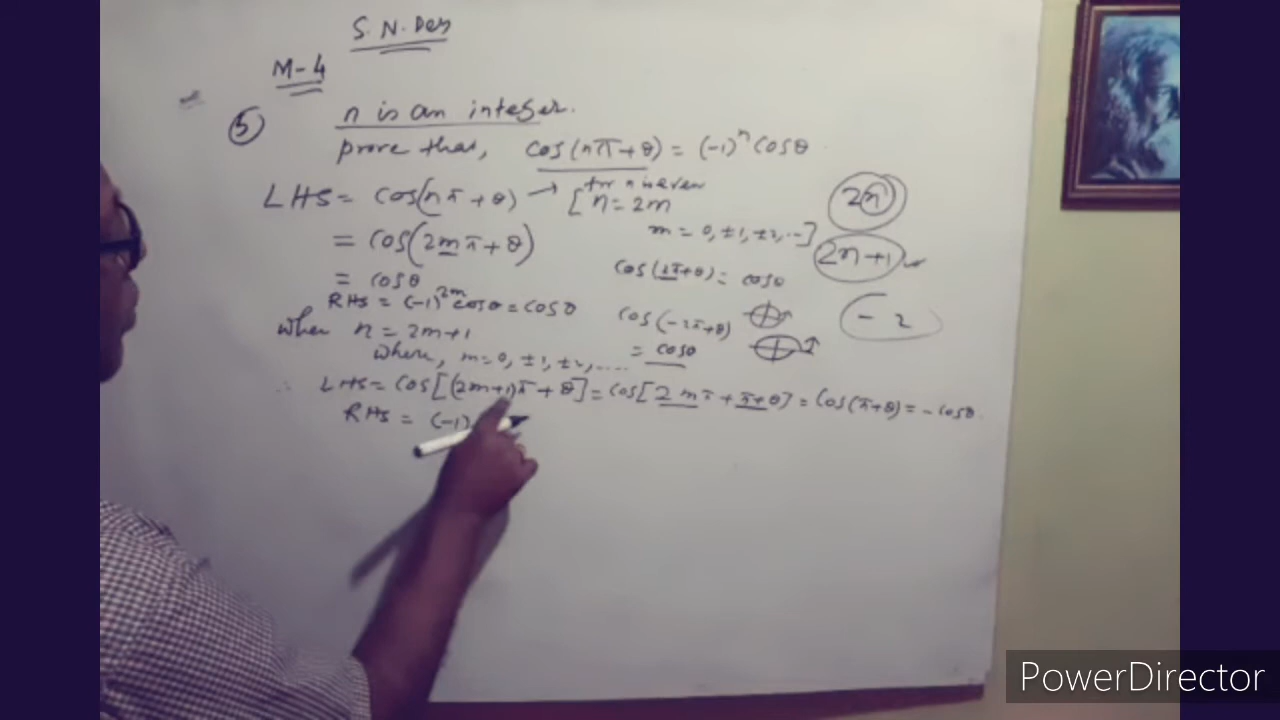 S. N. Dey
M-4
5 n is an integer.
prove that, cos(nπ+θ) = (-1)^n cosθ
LHS = cos(nπ+θ) → [for n is even
n = 2m
m = 0, ±1, ±2, ...]
= cos(2mπ+θ)
= cosθ
RHS = (-1)^2m cosθ = cosθ
cos(2π+θ) = cosθ
cos(-2π+θ)
= cosθ
2n
2n+1
-2
when n = 2m+1
where, m=0, ±1, ±2, ....
∴ LHS = cos[(2m+1)π+θ] = cos[2mπ+π+θ] = cos(π+θ) = -cosθ.
RHS = (-1)
PowerDirector